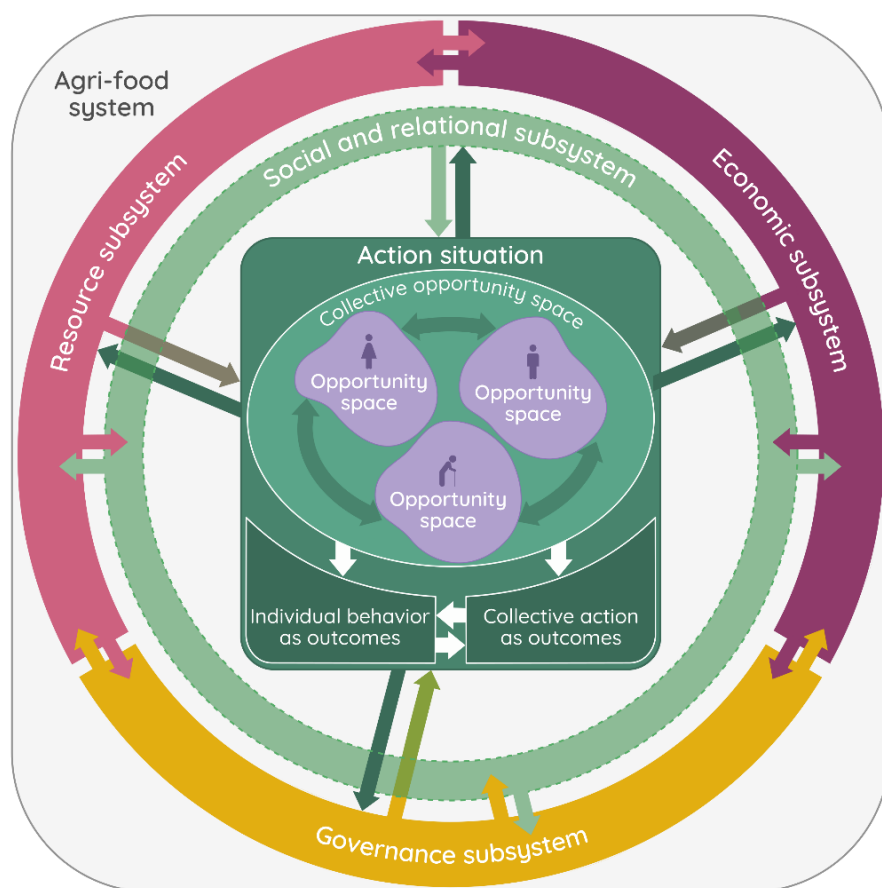 Agri-food
system
Social and relational subsystem
Resource subsystem
Economic subsystem
Action situation
Collective opportunity space
Opportunity
space
Opportunity
space
Opportunity
space
Individual behavior
as outcomes
Collective action
as outcomes
Governance subsystem